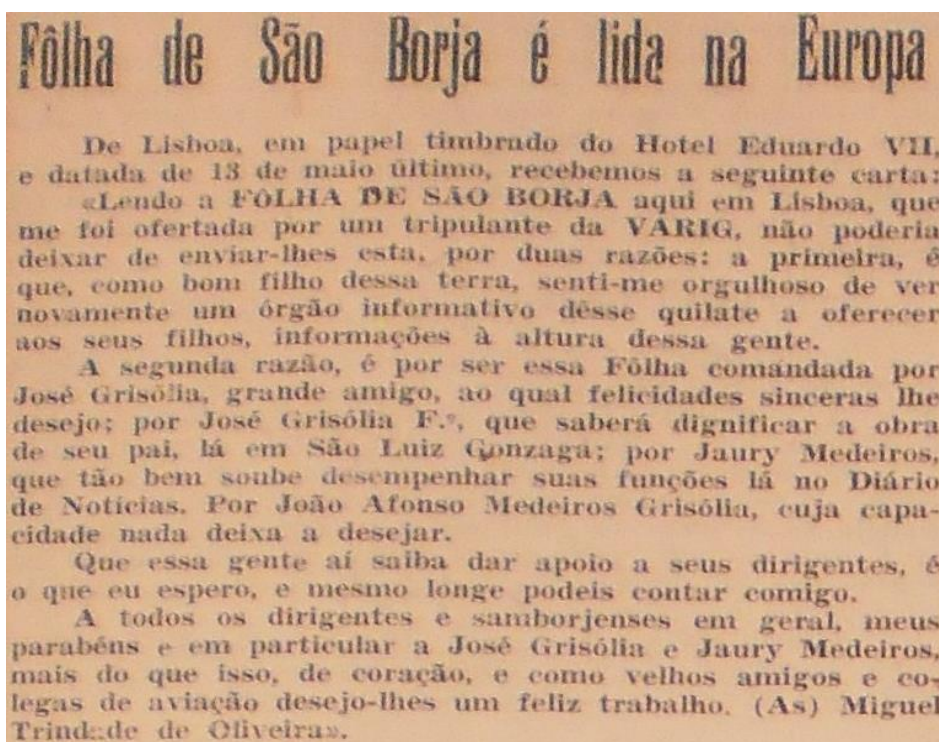 Fôlha de São Borja é lida na Europa
De Lisboa, em papel timbrado do Hotel Eduardo VII,
e datada de 13 de maio último, recebemos a seguinte carta:
«Lendo a FÔLHA DE SÃO BORJA aqui em Lisboa, que
me foi ofertada por um tripulante da VARIG, não poderia
deixar de enviar-lhes esta, por duas razões: a primeira, é
que, como bom filho dessa terra, senti-me orgulhoso de ver
novamente um órgão informativo dêsse quilate a oferecer
aos seus filhos, informações à altura dessa gente.
A segunda razão, é por ser essa Fôlha comandada por
José Grisólia, grande amigo, ao qual felicidades sinceras lhe
desejo; por José Grisólia F.º, que saberá dignificar a obra
de seu pai, lá em São Luiz Gonzaga; por Jaury Medeiros,
que tão bem soube desempenhar suas funções lá no Diário
de Notícias. Por João Afonso Medeiros Grisólia, cuja capa-
cidade nada deixa a desejar.
Que essa gente aí saiba dar apoio a seus dirigentes, é
o que eu espero, e mesmo longe podeis contar comigo.
A todos os dirigentes e samborjenses em geral, meus
parabéns e em particular a José Grisólia e Jaury Medeiros,
mais do que isso, de coração, e como velhos amigos e co-
legas de aviação desejo-lhes um feliz trabalho. (As) Miguel
Trindade de Oliveira».